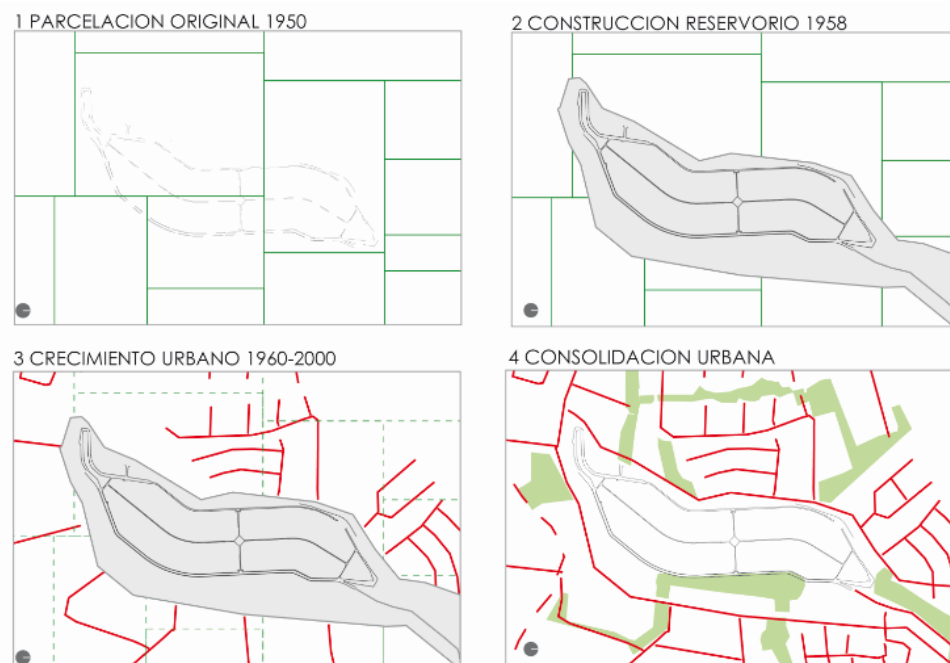 1 PARCELACION ORIGINAL 1950
2 CONSTRUCCION RESERVORIO 1958
3 CRECIMIENTO URBANO 1960-2000
4 CONSOLIDACION URBANA